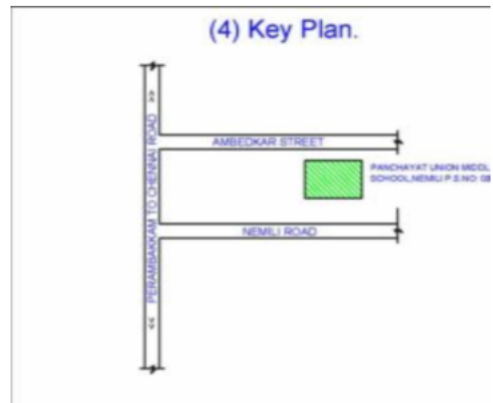 (4) Key Plan.
<< PERAMBAKKAM TO CHENNAI ROAD >>
AMBEDKAR STREET
PANCHAYAT UNION MIDDL
SCHOOL,NEMILI P.S.NO:
NEMILI ROAD